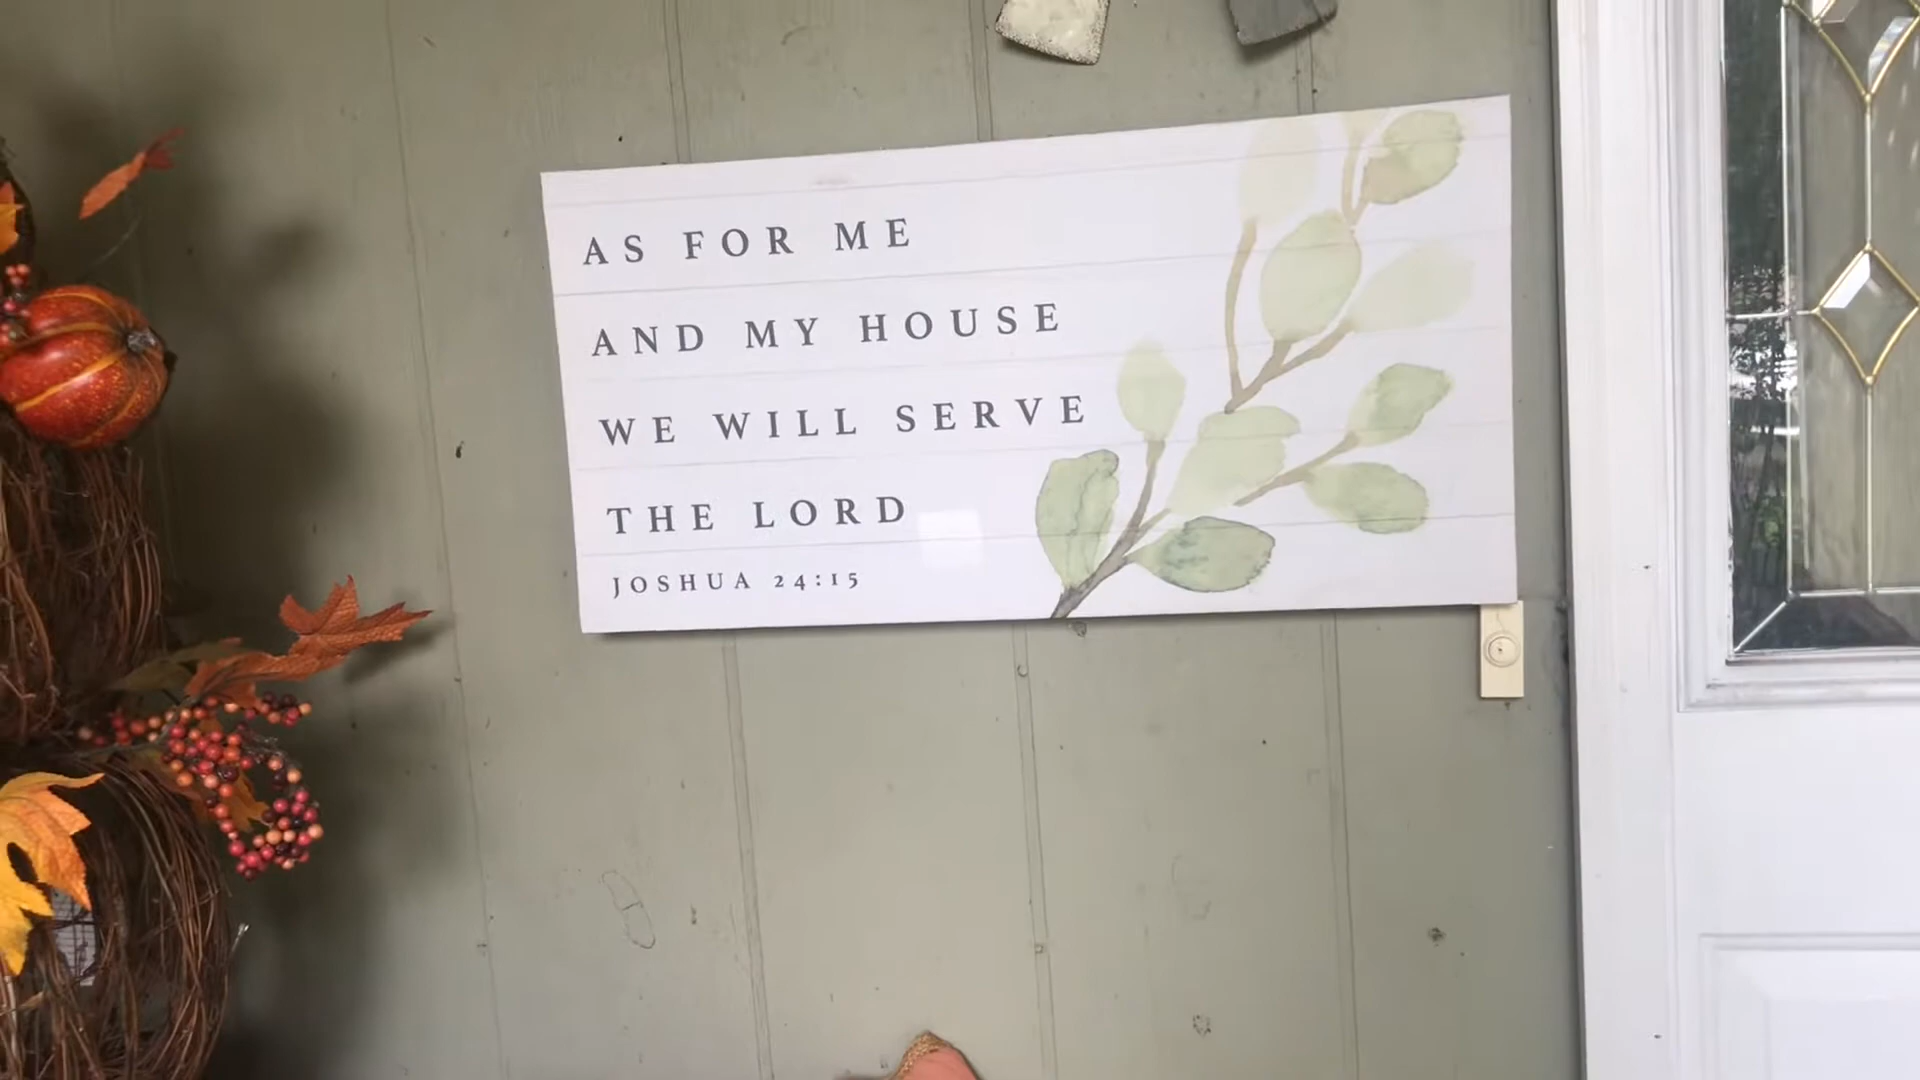 AS FOR ME
AND MY HOUSE
WE WILL SERVE
THE LORD
JOSHUA 24:15